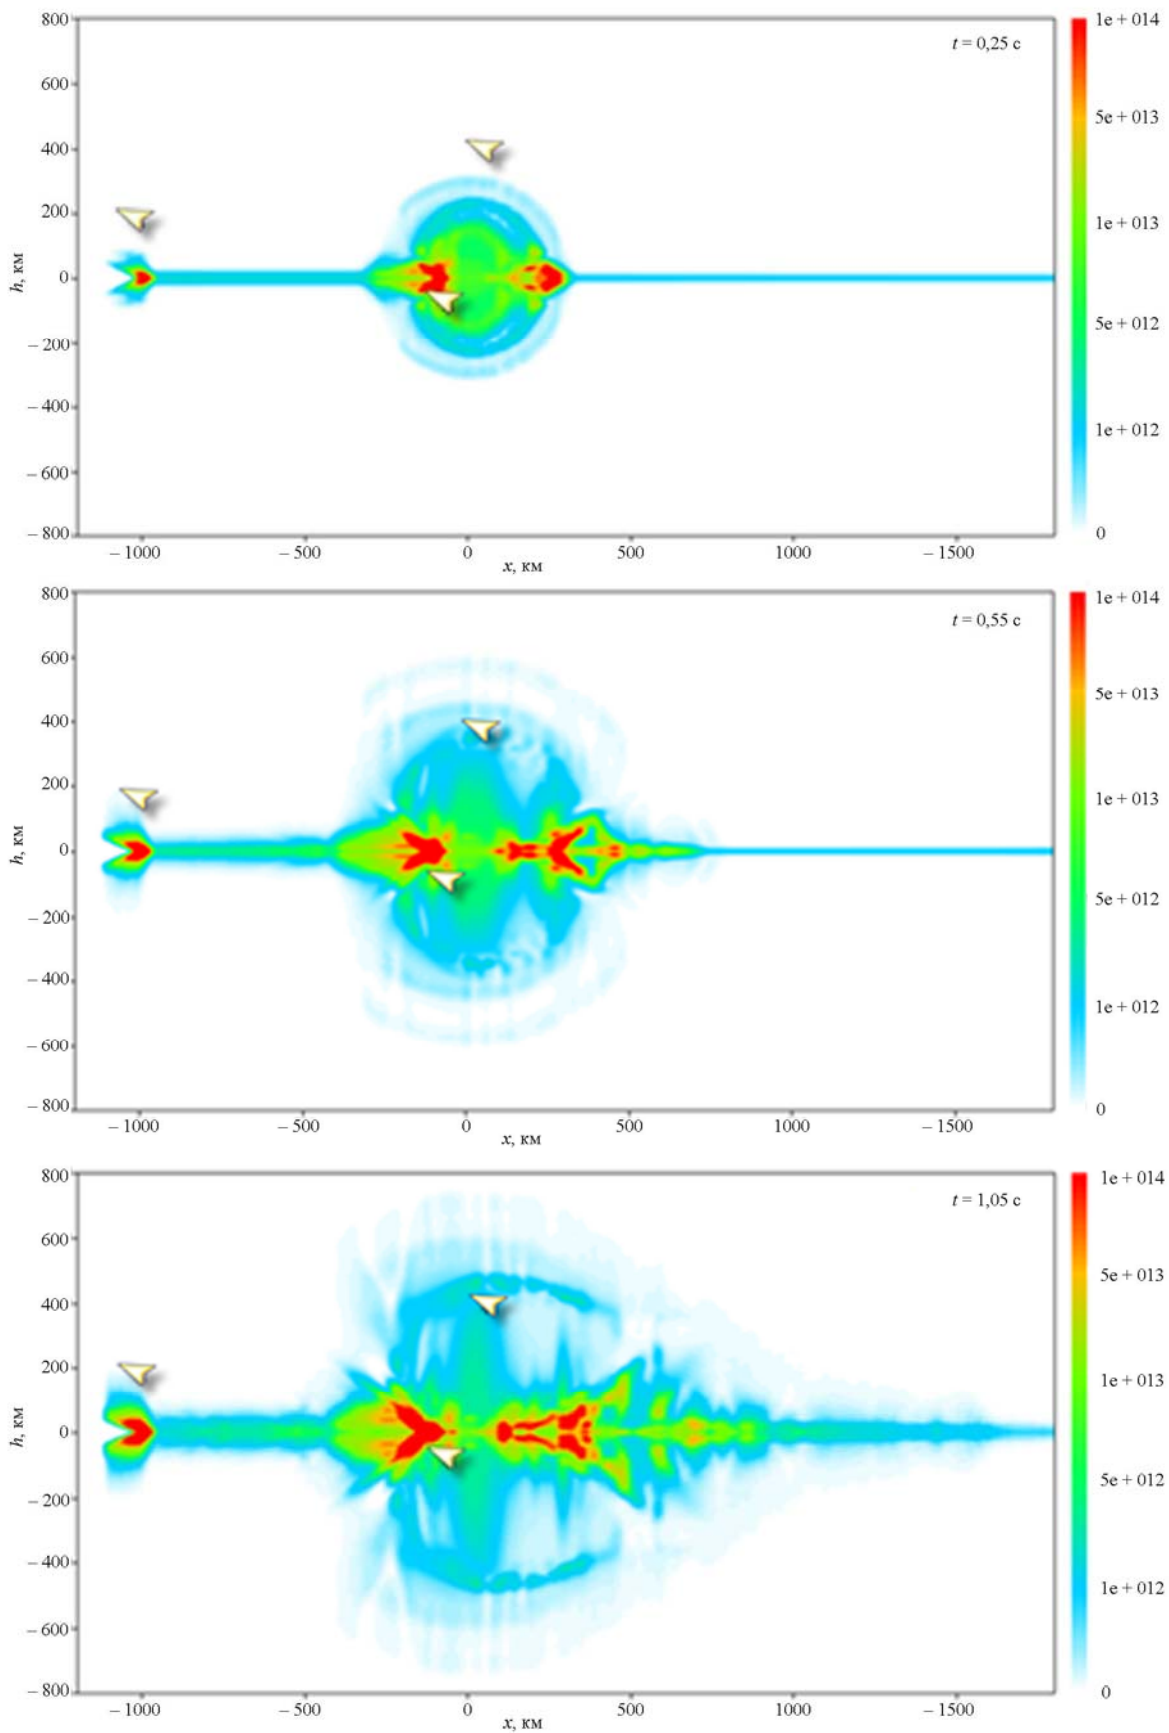 800
600
400
200
0
– 200
– 400
– 600
– 800
h, км
– 1000
– 500
0
500
1000
– 1500
x, км
t = 0,25 с
1e + 014
5e + 013
1e + 013
5e + 012
1e + 012
0
800
600
400
200
0
– 200
– 400
– 600
– 800
h, км
– 1000
– 500
0
500
1000
– 1500
x, км
t = 0,55 с
1e + 014
5e + 013
1e + 013
5e + 012
1e + 012
0
800
600
400
200
0
– 200
– 400
– 600
– 800
h, км
– 1000
– 500
0
500
1000
– 1500
x, км
t = 1,05 с
1e + 014
5e + 013
1e + 013
5e + 012
1e + 012
0